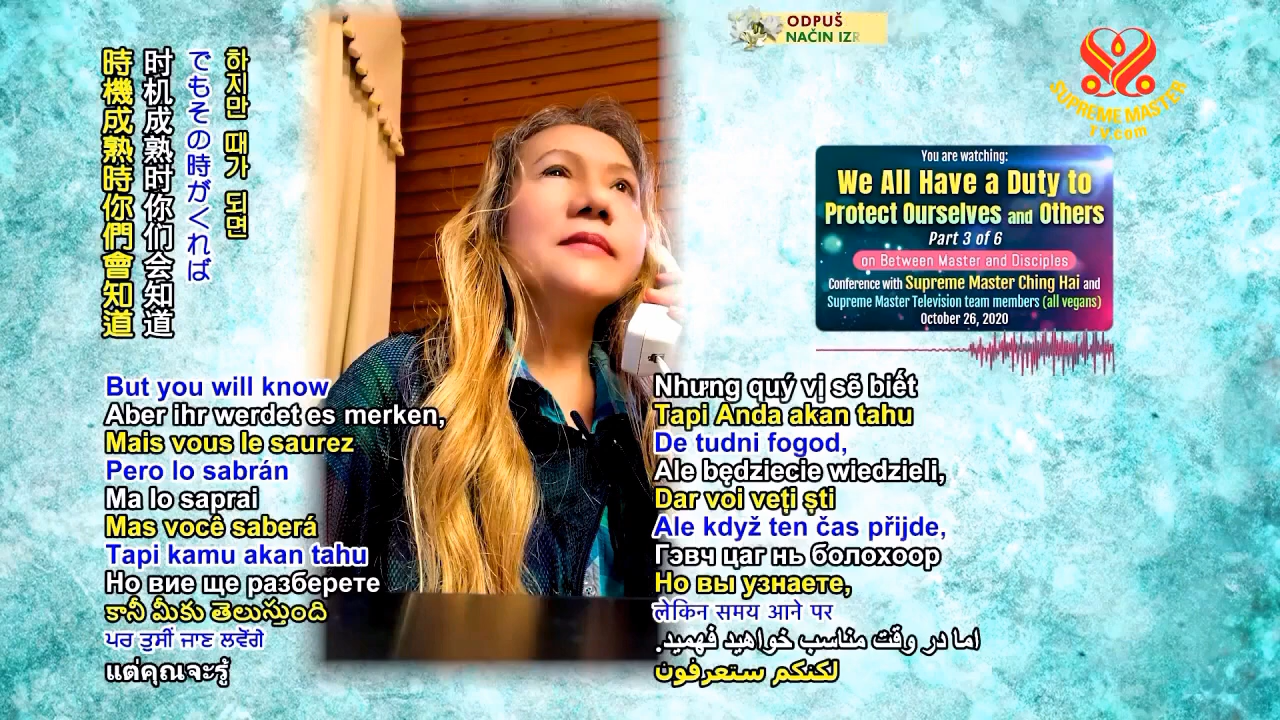 時機成熟時你們會知道
时机成熟时你们会知道
でもその時がくれば
하지만 때가 되면
ODPUŠ
NAČIN IZR
SUPREME MASTER
TV.com
You are watching:
We All Have a Duty to
Protect Ourselves and Others
Part 3 of 6
on Between Master and Disciples
Conference with Supreme Master Ching Hai and
Supreme Master Television team members (all vegans)
October 26, 2020
But you will know
Aber ihr werdet es merken,
Mais vous le saurez
Pero lo sabrán
Ma lo saprai
Mas você saberá
Tapi kamu akan tahu
Но вие ще разберете
కానీ మీకు తెలుస్తుంది
ਪਰ ਤੁਸੀਂ ਜਾਣ ਲਵੋਂਗੇ
แต่คุณจะรู้
Nhưng quý vị sẽ biết
Tapi Anda akan tahu
De tudni fogod,
Ale będziecie wiedzieli,
Dar voi veți ști
Ale když ten čas přijde,
Гэвч цаг нь болохоор
Но вы узнаете,
लेकिन समय आने पर
اما در وقت مناسب خواهید فهمید.
لكنكم ستعرفون